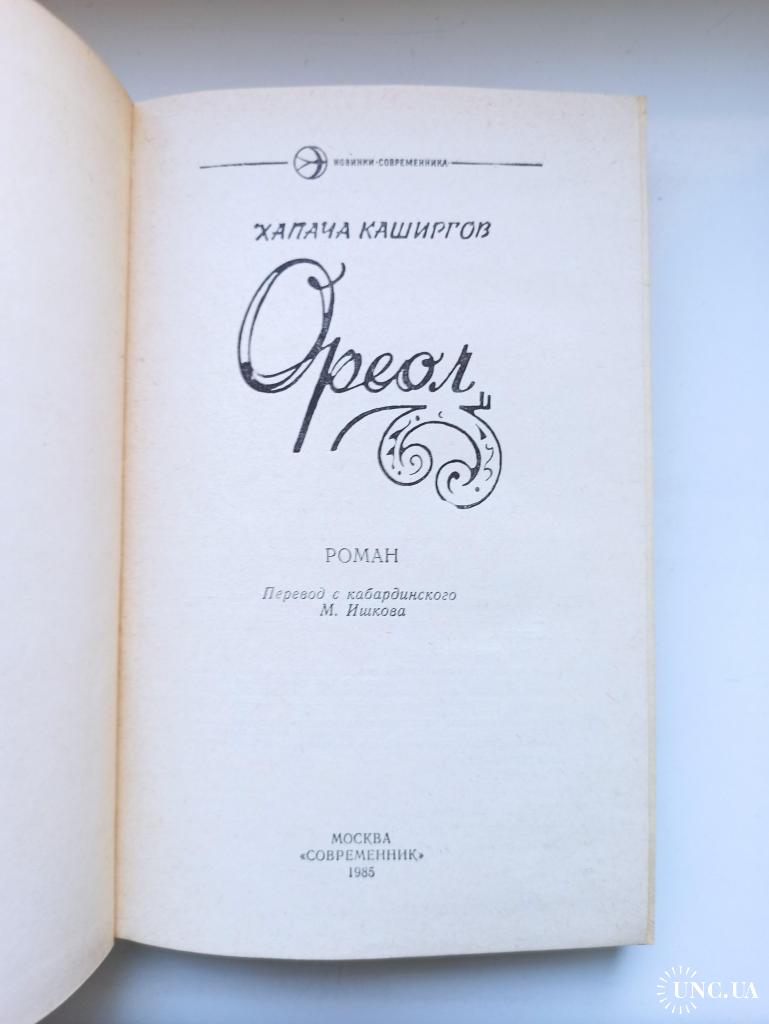 НОВИНКИ·СОВРЕМЕННИКА
ХАПАЧА КАШИРГОВ
Ореол
РОМАН
Перевод с кабардинского
М. Ишкова
МОСКВА
«СОВРЕМЕННИК»
1985
UNC.UA